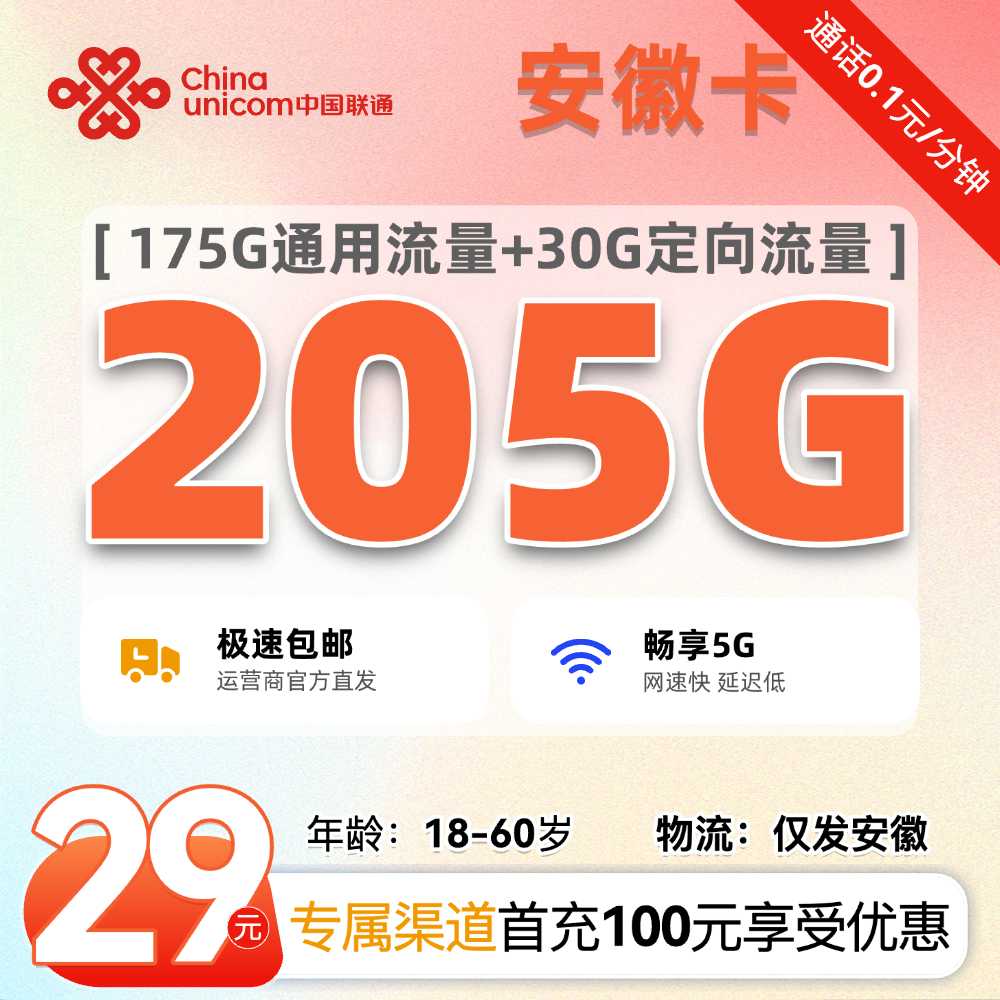 China
unicom中国联通
安徽卡
通话0.1元/分钟
[ 175G通用流量+30G定向流量 ]
205G
极速包邮
运营商官方直发
畅享5G
网速快 延迟低
29元
年龄：18-60岁
物流：仅发安徽
专属渠道首充100元享受优惠